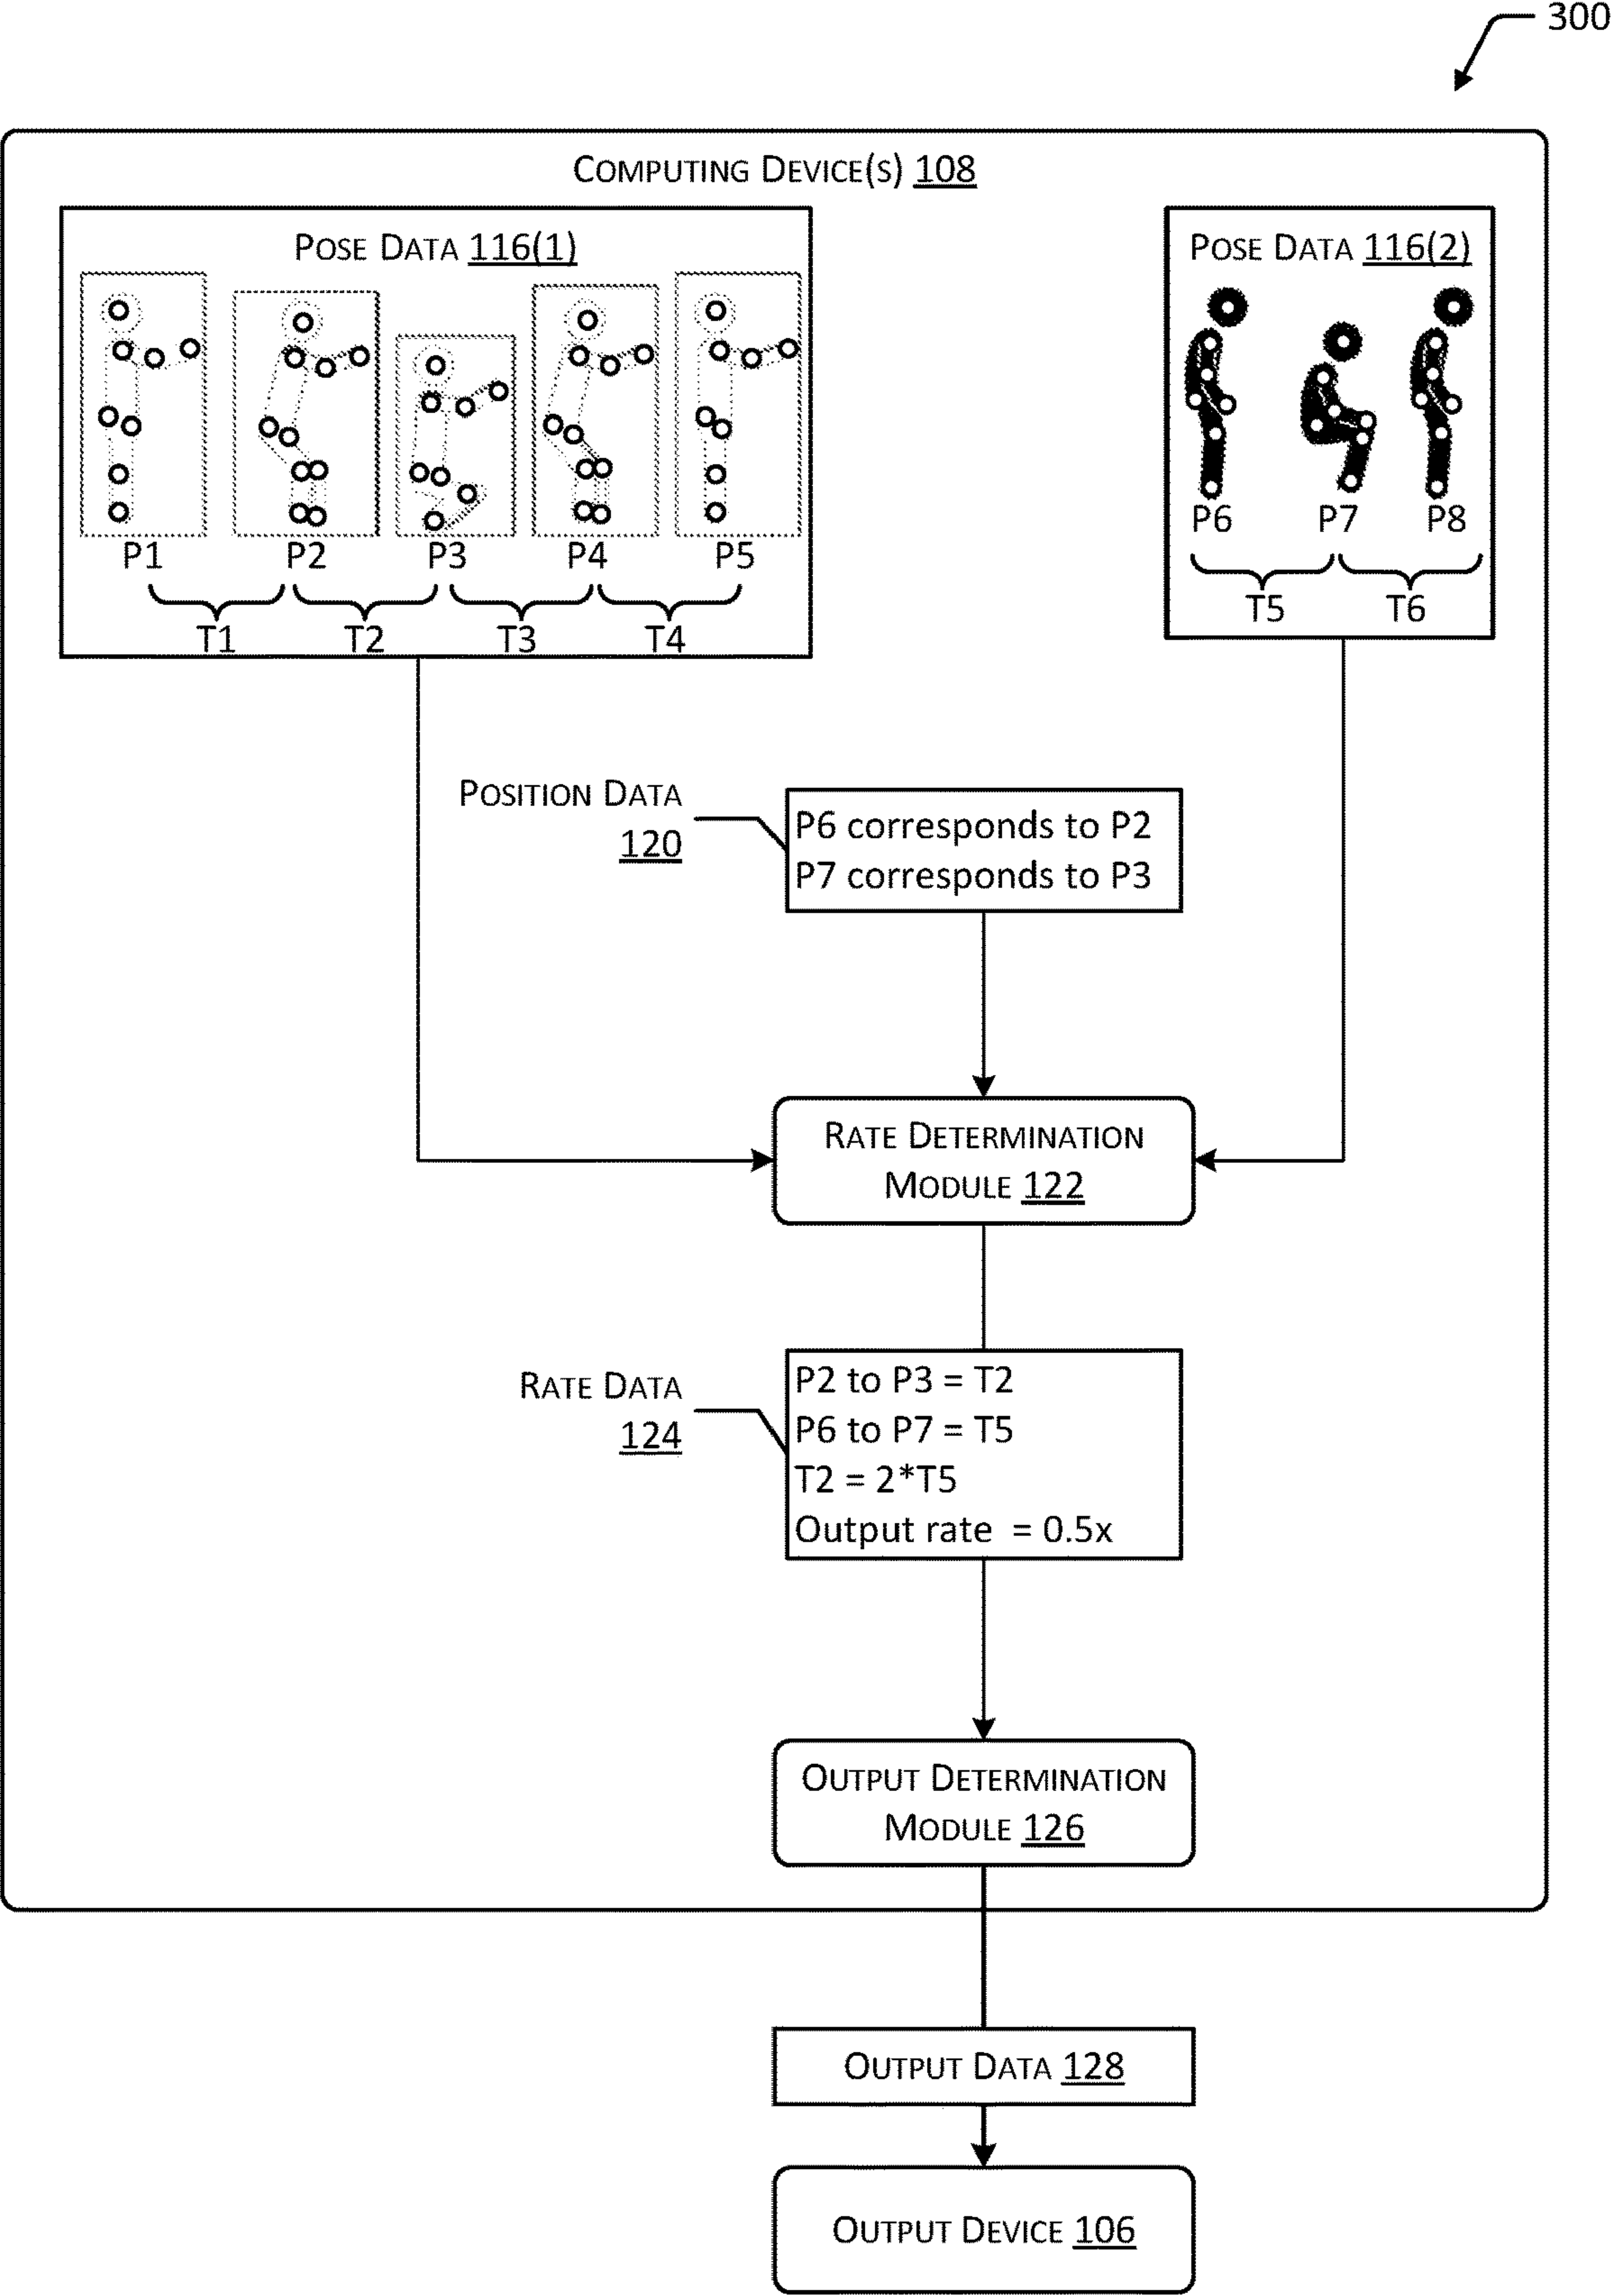 300
COMPUTING DEVICE(S) 108
POSE DATA 116(1)
P1 P2 P3 P4 P5
T1 T2 T3 T4
POSE DATA 116(2)
P6 P7 P8
T5 T6
POSITION DATA
120
P6 corresponds to P2
P7 corresponds to P3
RATE DETERMINATION
MODULE 122
RATE DATA
124
P2 to P3 = T2
P6 to P7 = T5
T2 = 2*T5
Output rate = 0.5x
OUTPUT DETERMINATION
MODULE 126
OUTPUT DATA 128
OUTPUT DEVICE 106